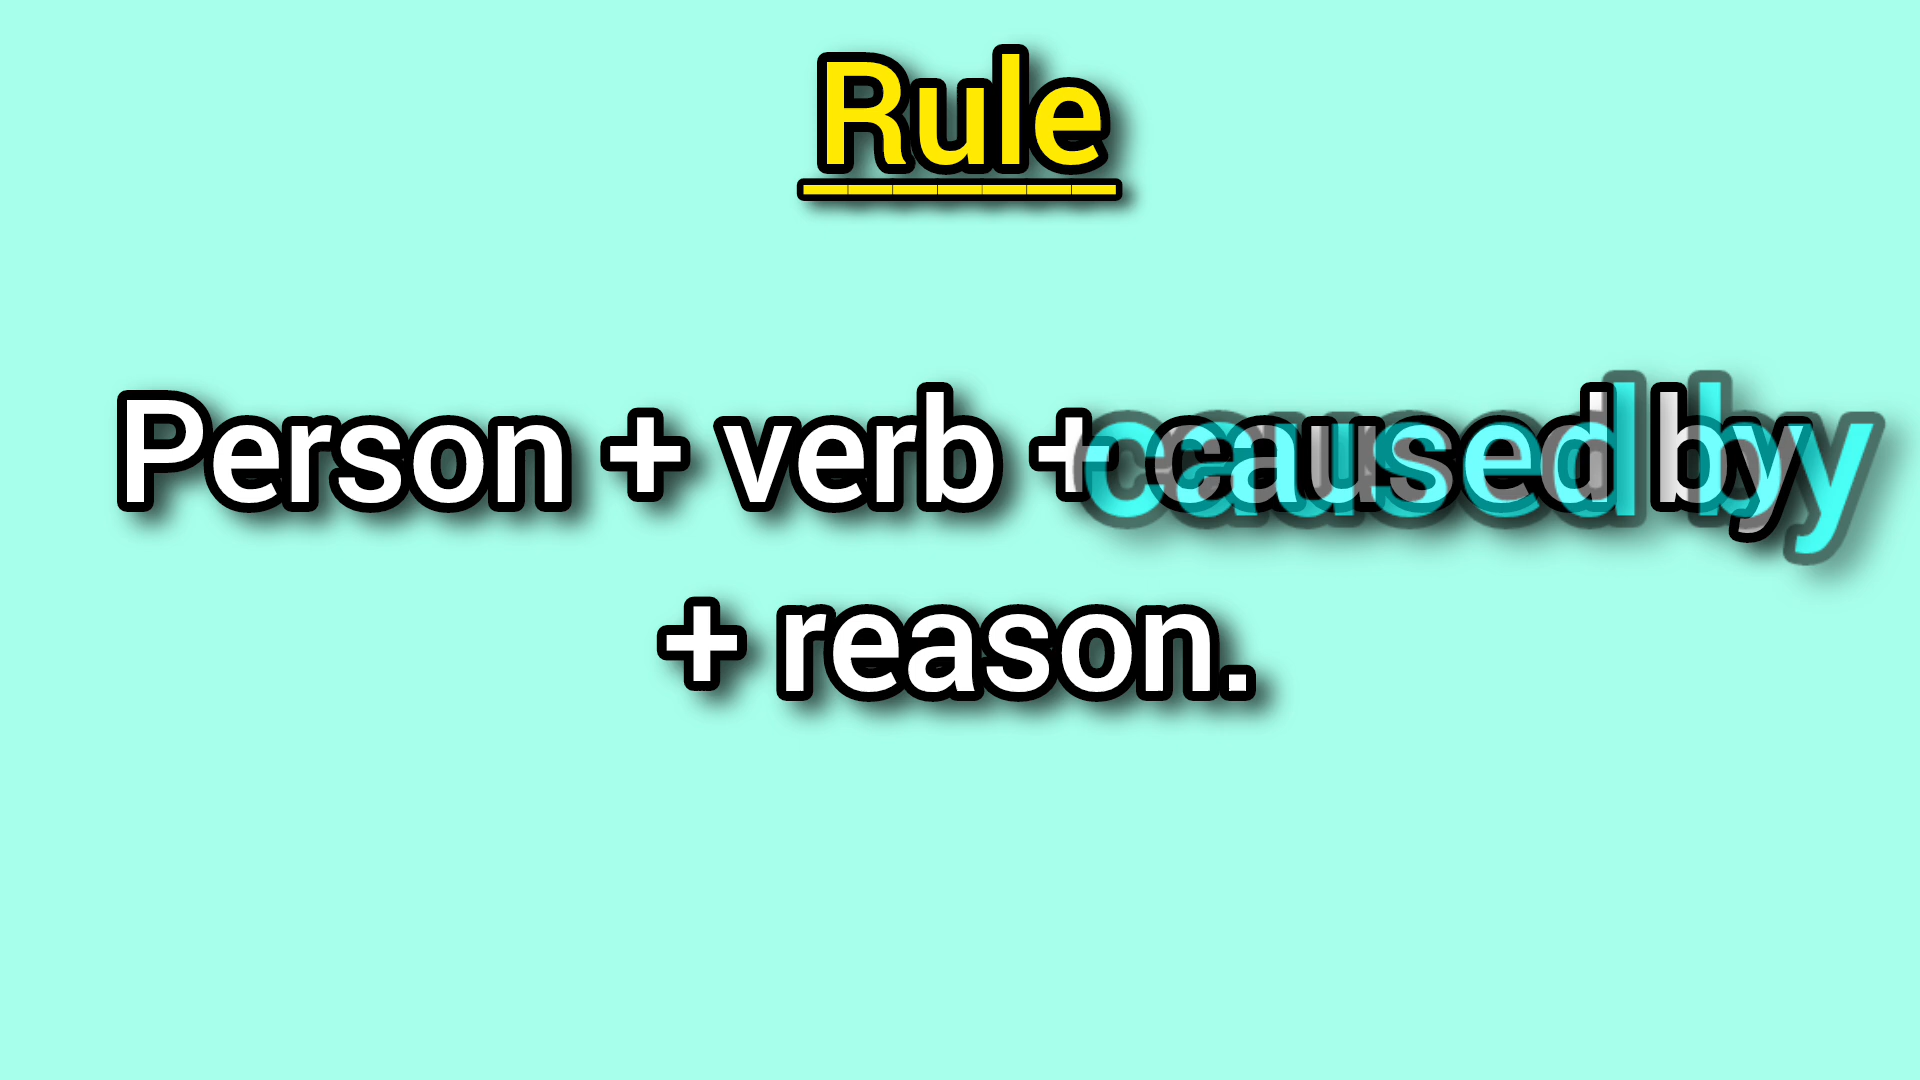 Rule
Person + verb + caused by
+ reason.